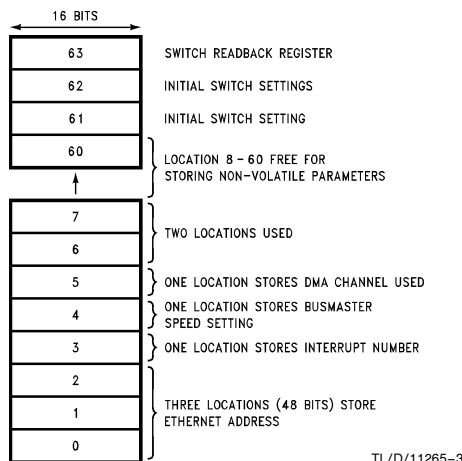 16 BITS
63 SWITCH READBACK REGISTER
62 INITIAL SWITCH SETTINGS
61 INITIAL SWITCH SETTING
60
LOCATION 8-60 FREE FOR
STORING NON-VOLATILE PARAMETERS
7
TWO LOCATIONS USED
6
5 ONE LOCATION STORES DMA CHANNEL USED
4 ONE LOCATION STORES BUSMASTER
SPEED SETTING
3 ONE LOCATION STORES INTERRUPT NUMBER
2
1 THREE LOCATIONS (48 BITS) STORE
ETHERNET ADDRESS
0
TL/D/11265-3